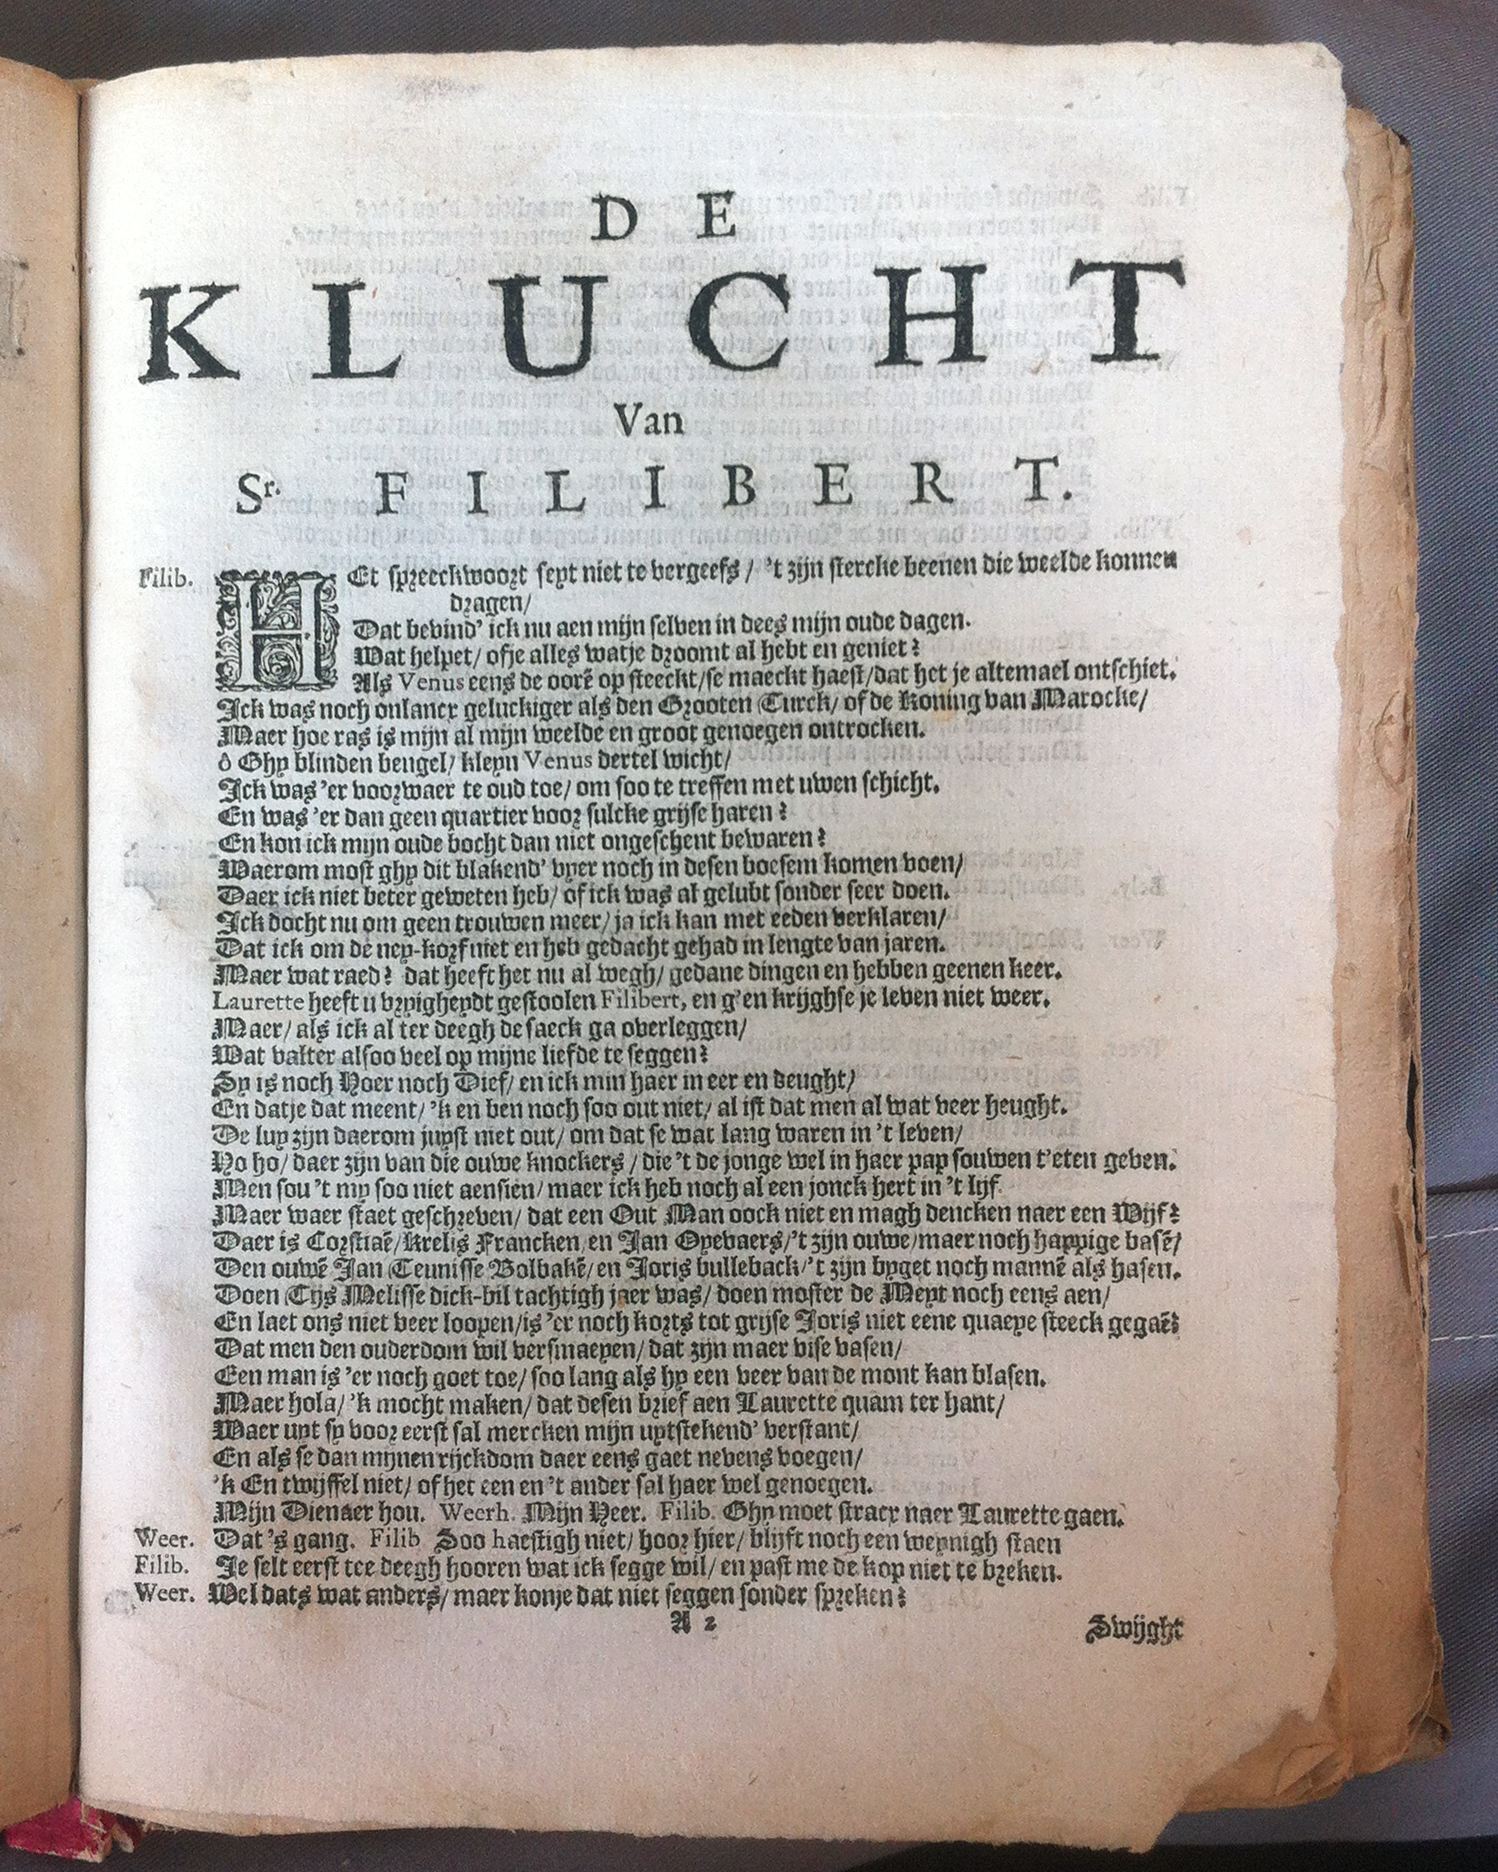 DE
KLUCHT
Van
Sr. FILIBERT.
Filib. HEt spreeckwoort seyt niet te vergeefs / 't zijn stercke beenen die weelde konnen
dragen /
Dat bevind' ick nu aen mijn selven in dees mijn oude dagen.
Wat helpet / ofje alles watje droomt al hebt en geniet?
Als Venus eens de oorē op steeckt / se maeckt haest / dat het je altemael ontschiet.
Ick was noch onlancx geluckiger als den Grooten Turck / of de Koning van Marocke /
Maer hoe ras is mijn al mijn weelde en groot genoegen ontrocken.
ô Ghy blinden bengel / kleyn Venus dertel wicht /
Ick was 'er voorwaer te oud toe / om soo te treffen met uwen schicht.
En was 'er dan geen quartier voor sulcke grijse haren?
En kon ick mijn oude bocht dan niet ongeschent bewaren?
Waerom most ghy dit blakend' vyer noch in desen boesem komen voen /
Daer ick niet beter geweten heb / of ick was al gelubt sonder seer doen.
Ick docht nu om geen trouwen meer / ja ick kan met eeden verklaren /
Dat ick om de ney-korf niet en heb gedacht gehad in lengte van jaren.
Maer wat raed? dat heeft het nu al wegh / gedane dingen en hebben geenen keer.
Laurette heeft u vryigheydt gestoolen Filibert, en g'en krijghse je leven niet weer.
Maer / als ick al ter deegh de saeck ga overleggen /
Wat valter alsoo veel op mijne liefde te seggen?
Sy is noch Hoer noch Dief / en ick min haer in eer en deught /
En datje dat meent / 'k en ben noch soo out niet / al ist dat men al wat veer heught.
De luy zijn daerom juyst niet out / om dat se wat lang waren in 't leven /
Ho ho / daer zijn van die ouwe knockers / die 't de jonge wel in haer pap souwen t'eten geven.
Men sou 't my soo niet aensien / maer ick heb noch al een jonck hert in 't lijf
Maer waer staet geschreven / dat een Out Man oock niet en magh dencken naer een Wijf?
Daer is Corstiaē / Krelis Francken / en Jan Oyevaers / 't zijn ouwe / maer noch happige basē /
Den ouwē Jan Teunisse Bolbakē / en Joris bulleback / 't zijn byget noch mannē als hasen.
Doen Tijs Melisse dick-bil tachtigh jaer was / doen moster de Meyt noch eens aen /
En laet ons niet veer loopen / is 'er noch korts tot grijse Joris niet eene quaeye steeck gegaē?
Dat men den ouderdom wil versmaeyen / dat zijn maer vise vasen /
Een man is 'er noch goet toe / soo lang als hy een veer van de mont kan blasen.
Maer hola / 'k mocht maken / dat desen brief aen Laurette quam ter hant /
Waer uyt sy voor eerst sal mercken mijn uytstekend' verstant /
En als se dan mijnen rijckdom daer eens gaet nevens voegen /
'k En twijffel niet / of het een en 't ander sal haer wel genoegen.
Mijn Dienaer hou. Weerh. Mijn Heer. Filib. Ghy moet stracx naer Laurette gaen.
Weer. Dat 's gang. Filib Soo haestigh niet / hoor hier / blijft noch een weynigh staen
Filib. Je selt eerst tee deegh hooren wat ick segge wil / en past me de kop niet te breken.
Weer. Wel dats wat anders / maer konje dat niet seggen sonder spreken?
A 2
Swijght